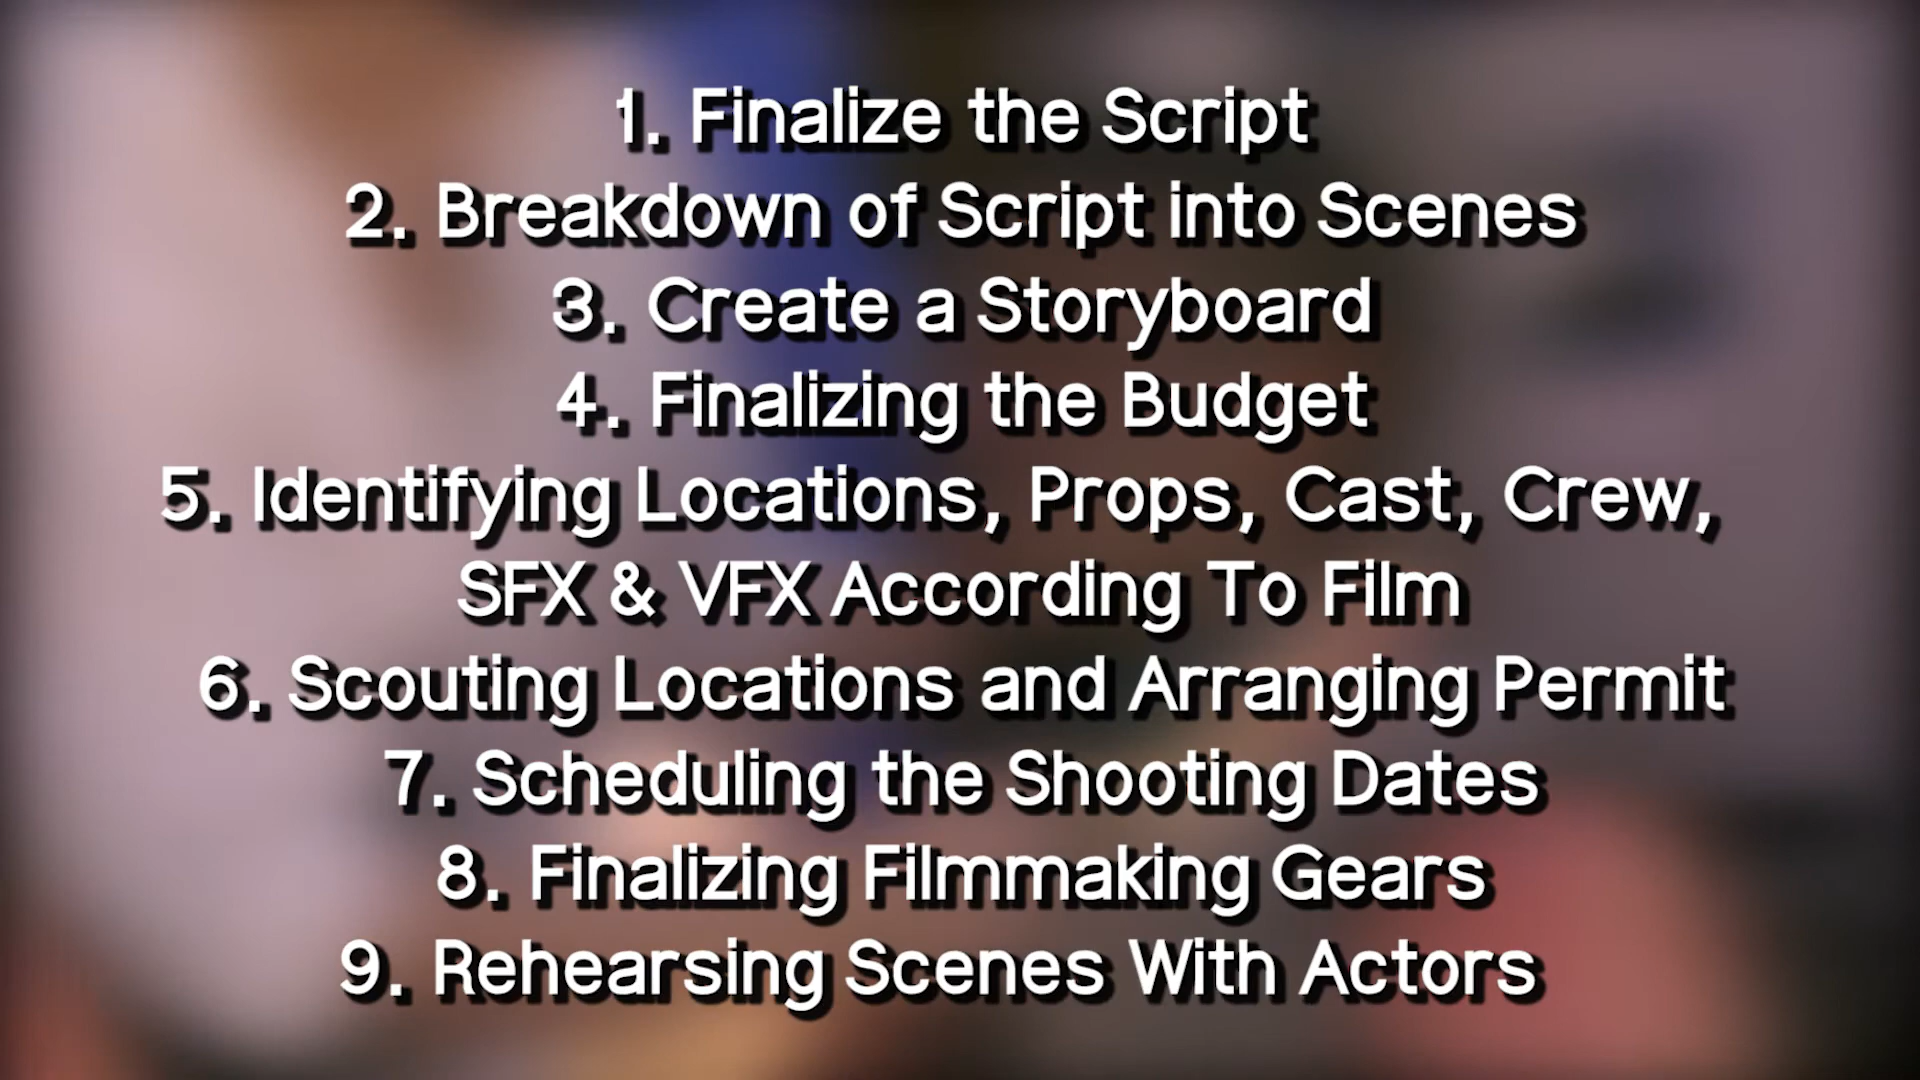 1. Finalize the Script
2. Breakdown of Script into Scenes
3. Create a Storyboard
4. Finalizing the Budget
5. Identifying Locations, Props, Cast, Crew,
SFX & VFX According To Film
6. Scouting Locations and Arranging Permit
7. Scheduling the Shooting Dates
8. Finalizing Filmmaking Gears
9. Rehearsing Scenes With Actors